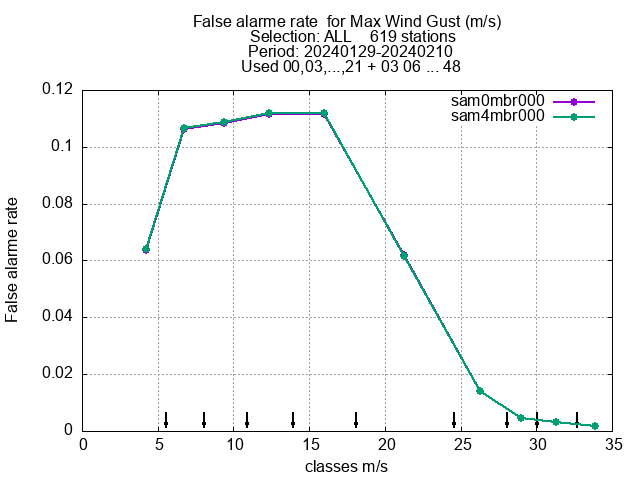 False alarme rate  for Max Wind Gust (m/s)
Selection: ALL    619 stations
Period: 20240129-20240210
Used 00,03,...,21 + 03 06 ... 48
sam0mbr000
sam4mbr000
0.12
0.1
0.08
0.06
0.04
0.02
0
False alarme rate
0 5 10 15 20 25 30 35
classes m/s